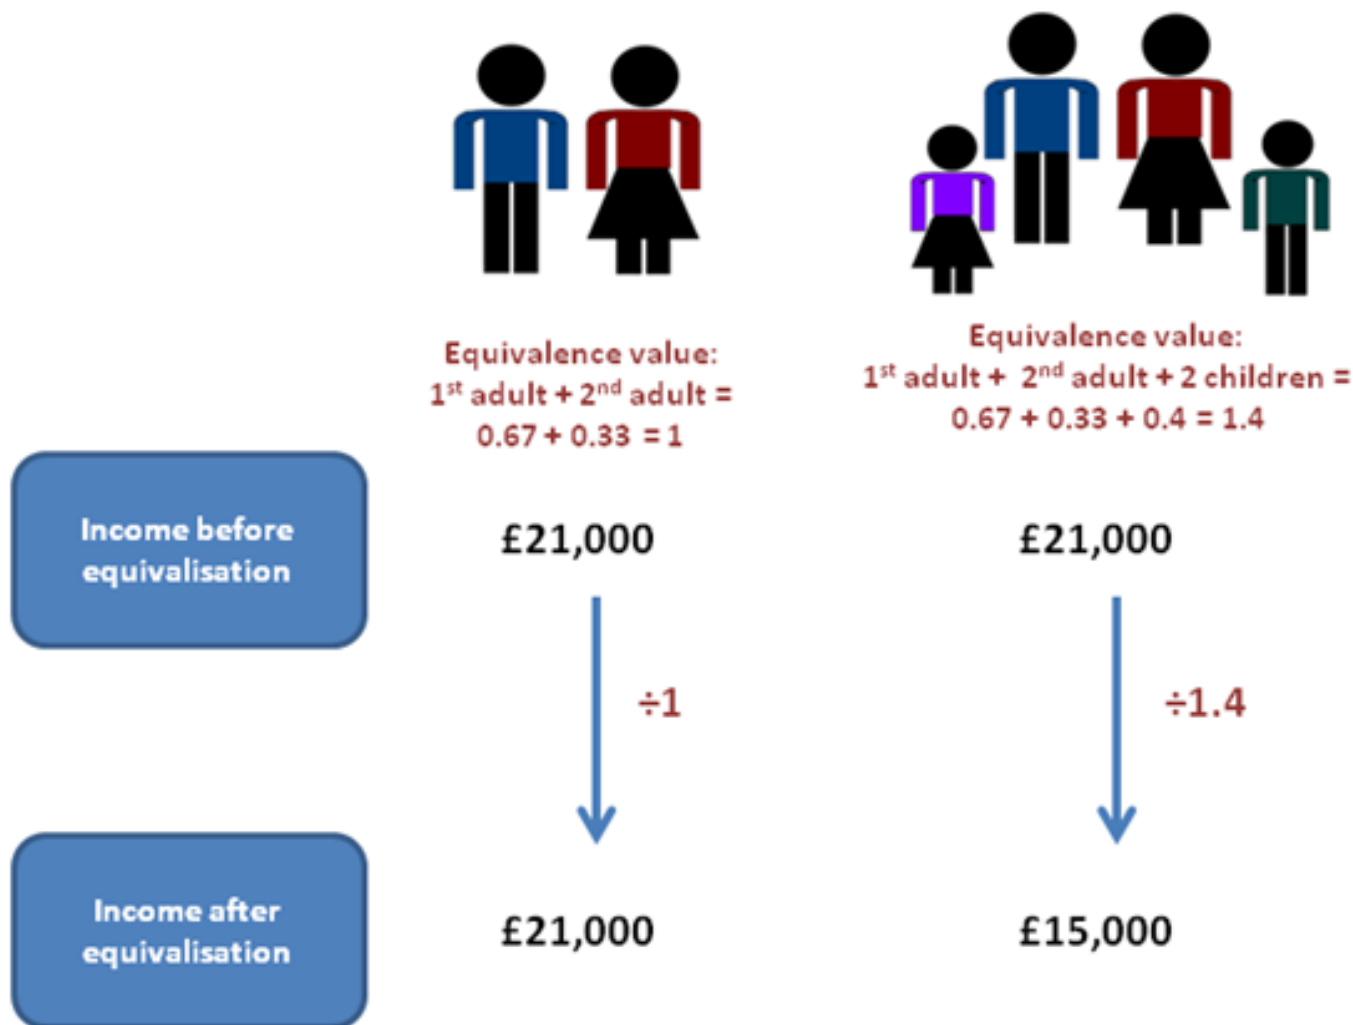 Equivalence value:
1st adult + 2nd adult =
0.67 + 0.33 = 1
Equivalence value:
1st adult + 2nd adult + 2 children =
0.67 + 0.33 + 0.4 = 1.4
Income before
equivalisation
£21,000
£21,000
÷1
÷1.4
Income after
equivalisation
£21,000
£15,000